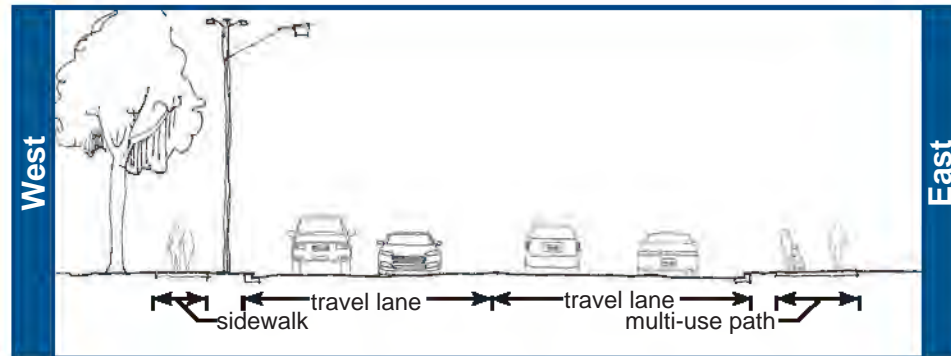 West
East
travel lane
travel lane
sidewalk
multi-use path